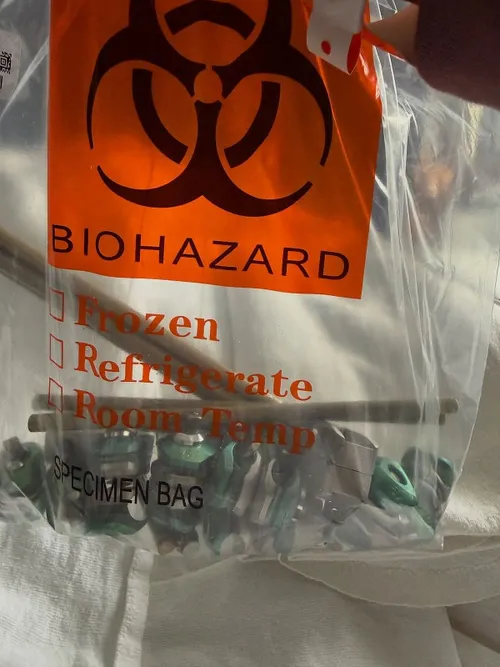 BIOHAZARD
Frozen
Refrigerate
Room Temp
SPECIMEN BAG